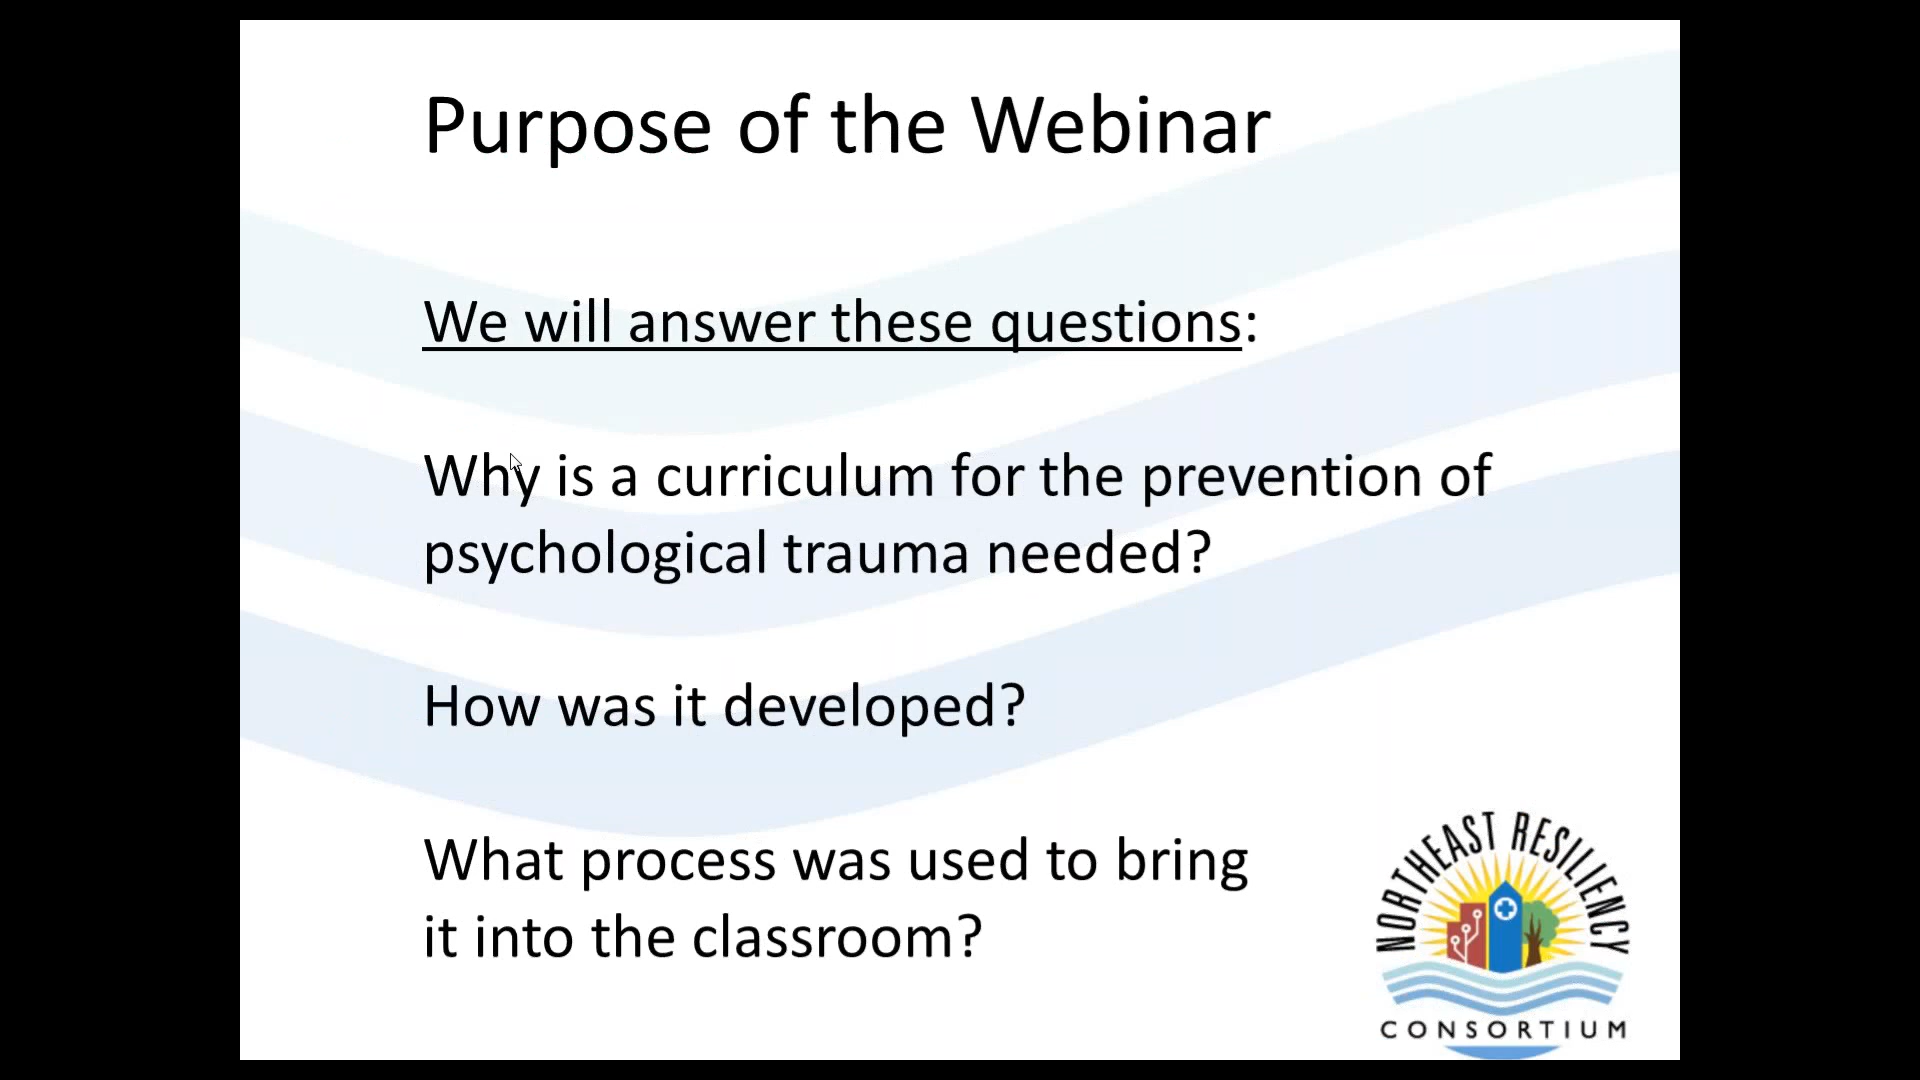 Purpose of the Webinar
We will answer these questions:
Why is a curriculum for the prevention of
psychological trauma needed?
How was it developed?
What process was used to bring
it into the classroom?
NORTHEAST RESILIENCY
CONSORTIUM